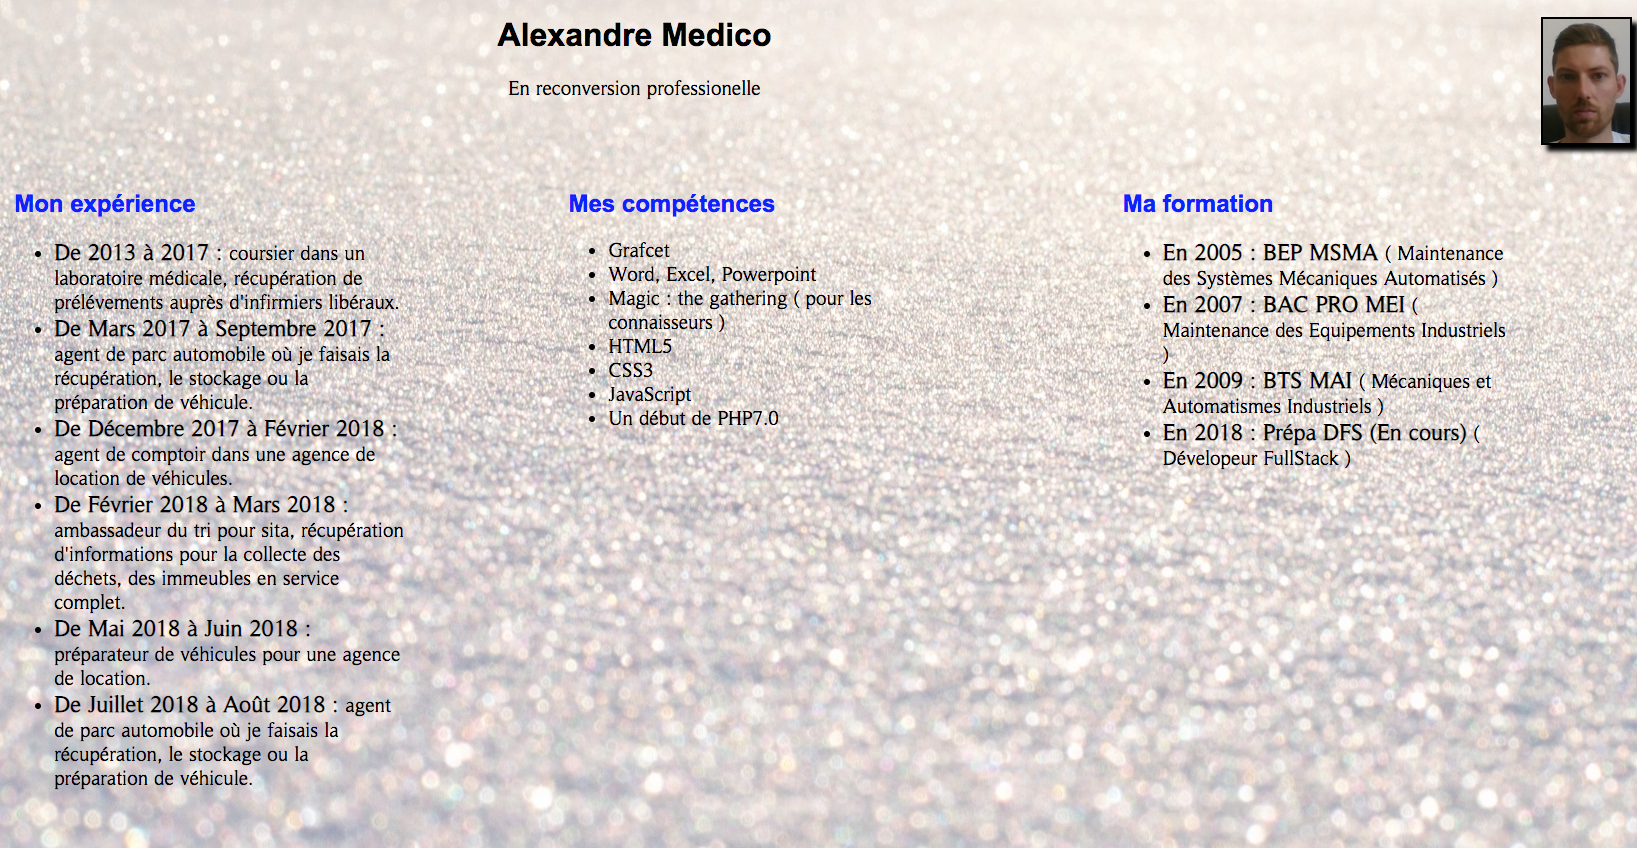 Alexandre Medico
En reconversion professionelle
Mon expérience
De 2013 à 2017 : coursier dans un
laboratoire médicale, récupération de
prélévements auprès d'infirmiers libéraux.
De Mars 2017 à Septembre 2017 :
agent de parc automobile où je faisais la
récupération, le stockage ou la
préparation de véhicule.
De Décembre 2017 à Février 2018 :
agent de comptoir dans une agence de
location de véhicules.
De Février 2018 à Mars 2018 :
ambassadeur du tri pour sita, récupération
d'informations pour la collecte des
déchets, des immeubles en service
complet.
De Mai 2018 à Juin 2018 :
préparateur de véhicules pour une agence
de location.
De Juillet 2018 à Août 2018 : agent
de parc automobile où je faisais la
récupération, le stockage ou la
préparation de véhicule.
Mes compétences
Grafcet
Word, Excel, Powerpoint
Magic : the gathering ( pour les
connaisseurs )
HTML5
CSS3
JavaScript
Un début de PHP7.0
Ma formation
En 2005 : BEP MSMA ( Maintenance
des Systèmes Mécaniques Automatisés )
En 2007 : BAC PRO MEI (
Maintenance des Equipements Industriels
)
En 2009 : BTS MAI ( Mécaniques et
Automatismes Industriels )
En 2018 : Prépa DFS (En cours) (
Dévelopeur FullStack )